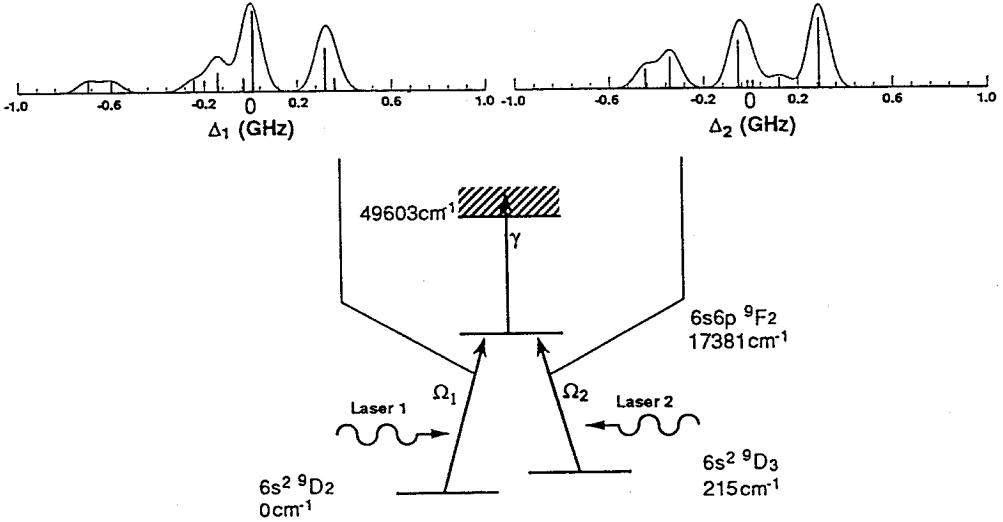 -1.0 -0.6 -0.2 0 0.2 0.6 1.0
Δ₁ (GHz)
-1.0 -0.6 -0.2 0 0.2 0.6 1.0
Δ₂ (GHz)
49603cm⁻¹
γ
6s6p ⁹F₂
17381cm⁻¹
Ω₁
Ω₂
Laser 1
Laser 2
6s² ⁹D₂
0cm⁻¹
6s² ⁹D₃
215cm⁻¹